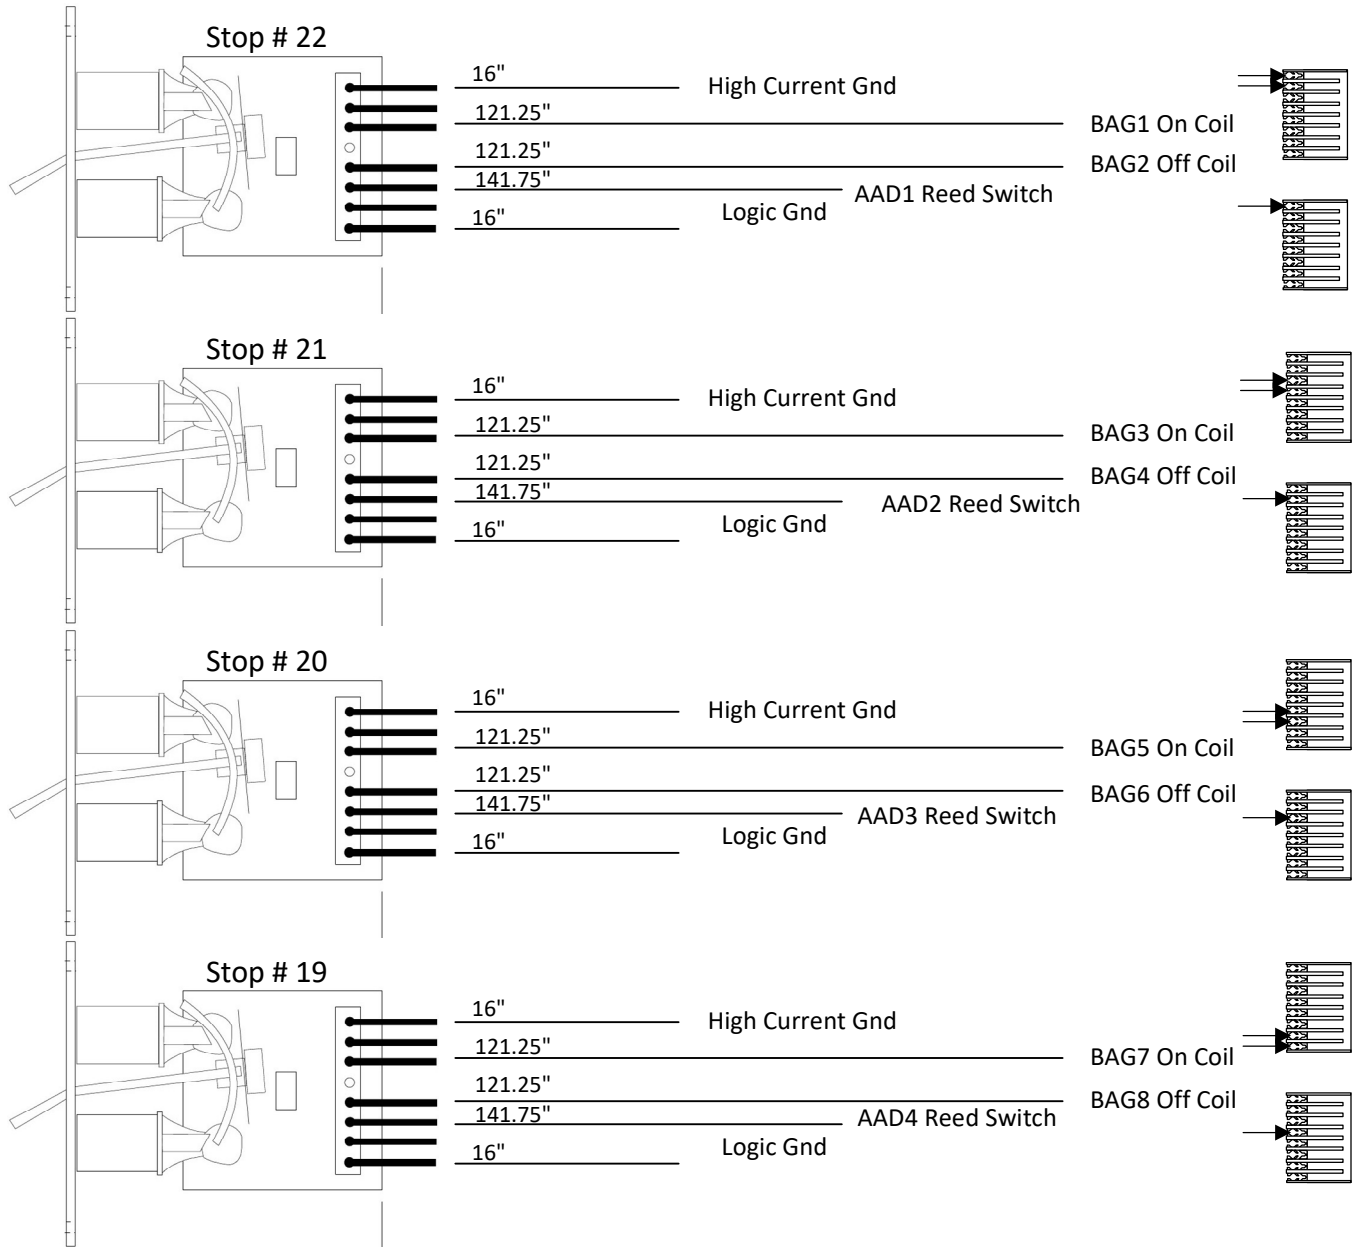 Stop # 22
16"
High Current Gnd
121.25"
BAG1 On Coil
121.25"
BAG2 Off Coil
141.75"
AAD1 Reed Switch
Logic Gnd
16"
Stop # 21
16"
High Current Gnd
121.25"
BAG3 On Coil
121.25"
BAG4 Off Coil
141.75"
AAD2 Reed Switch
Logic Gnd
16"
Stop # 20
16"
High Current Gnd
121.25"
BAG5 On Coil
121.25"
BAG6 Off Coil
141.75"
AAD3 Reed Switch
Logic Gnd
16"
Stop # 19
16"
High Current Gnd
121.25"
BAG7 On Coil
121.25"
BAG8 Off Coil
141.75"
AAD4 Reed Switch
Logic Gnd
16"